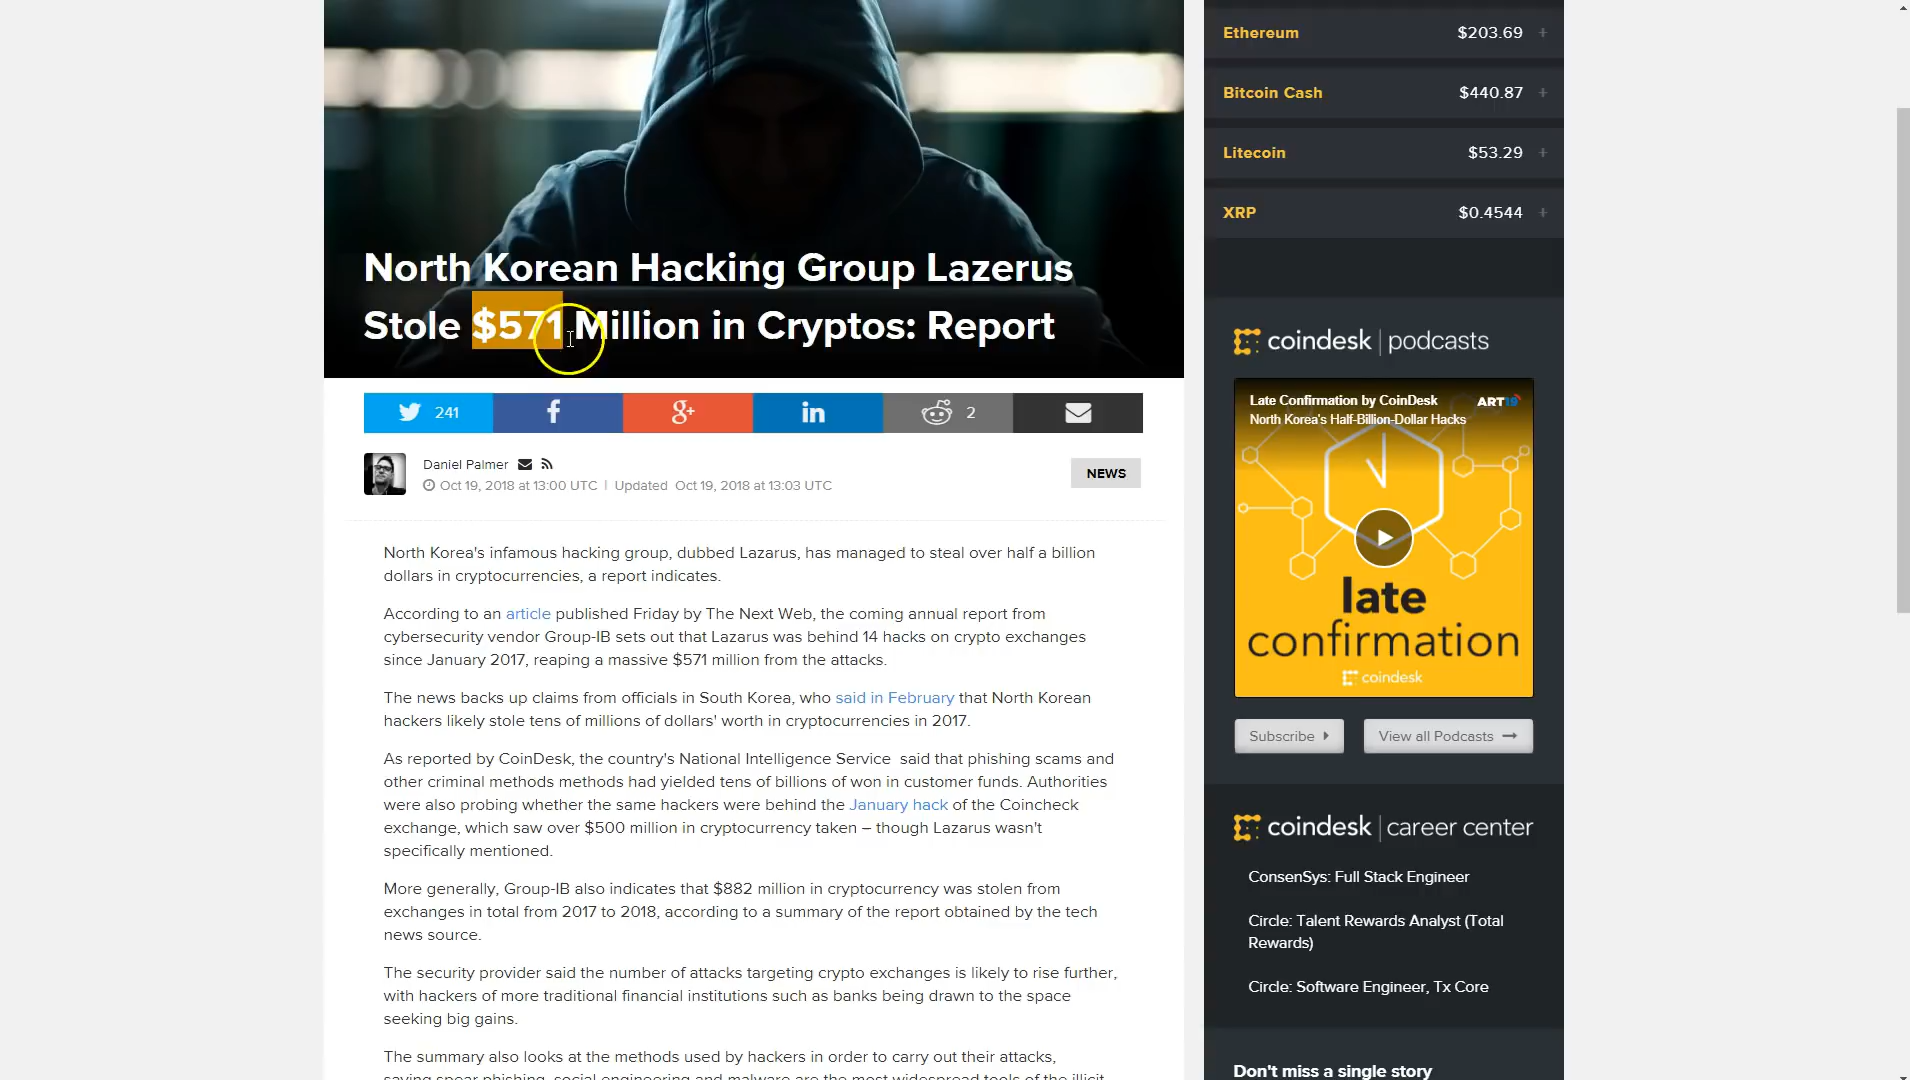 North Korean Hacking Group Lazerus
Stole $571 Million in Cryptos: Report
241
2
Daniel Palmer
Oct 19, 2018 at 13:00 UTC | Updated Oct 19, 2018 at 13:03 UTC
NEWS
North Korea's infamous hacking group, dubbed Lazarus, has managed to steal over half a billion
dollars in cryptocurrencies, a report indicates.
According to an article published Friday by The Next Web, the coming annual report from
cybersecurity vendor Group-IB sets out that Lazarus was behind 14 hacks on crypto exchanges
since January 2017, reaping a massive $571 million from the attacks.
The news backs up claims from officials in South Korea, who said in February that North Korean
hackers likely stole tens of millions of dollars' worth in cryptocurrencies in 2017.
As reported by CoinDesk, the country's National Intelligence Service said that phishing scams and
other criminal methods methods had yielded tens of billions of won in customer funds. Authorities
were also probing whether the same hackers were behind the January hack of the Coincheck
exchange, which saw over $500 million in cryptocurrency taken – though Lazarus wasn't
specifically mentioned.
More generally, Group-IB also indicates that $882 million in cryptocurrency was stolen from
exchanges in total from 2017 to 2018, according to a summary of the report obtained by the tech
news source.
The security provider said the number of attacks targeting crypto exchanges is likely to rise further,
with hackers of more traditional financial institutions such as banks being drawn to the space
seeking big gains.
The summary also looks at the methods used by hackers in order to carry out their attacks,
saying spear phishing, social engineering and malware are the most widespread tools of the illicit
Ethereum $203.69 +
Bitcoin Cash $440.87 +
Litecoin $53.29 +
XRP $0.4544 +
coindesk | podcasts
Late Confirmation by CoinDesk
North Korea's Half-Billion-Dollar Hacks
ART19
late
confirmation
coindesk
Subscribe
View all Podcasts
coindesk | career center
ConsenSys: Full Stack Engineer
Circle: Talent Rewards Analyst (Total
Rewards)
Circle: Software Engineer, Tx Core
Don't miss a single story